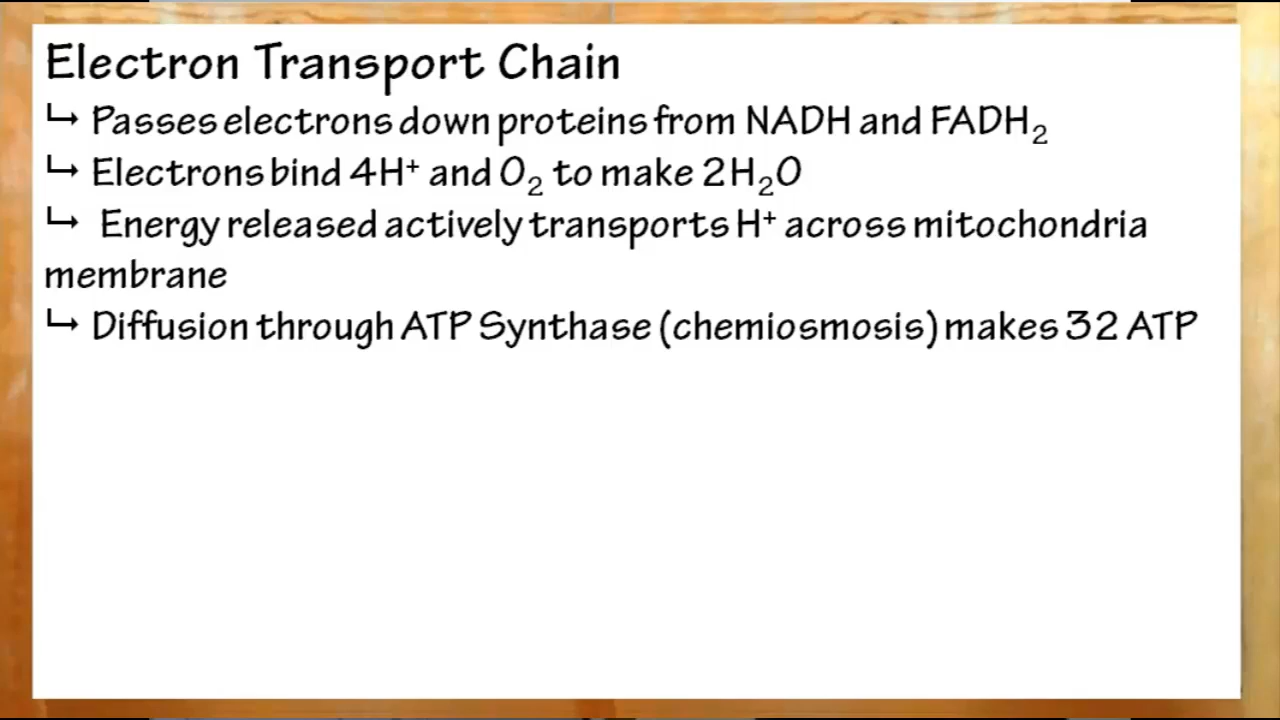 Electron Transport Chain
↳ Passes electrons down proteins from NADH and FADH₂
↳ Electrons bind 4H⁺ and O₂ to make 2H₂O
↳ Energy released actively transports H⁺ across mitochondria
membrane
↳ Diffusion through ATP Synthase (chemiosmosis) makes 32 ATP